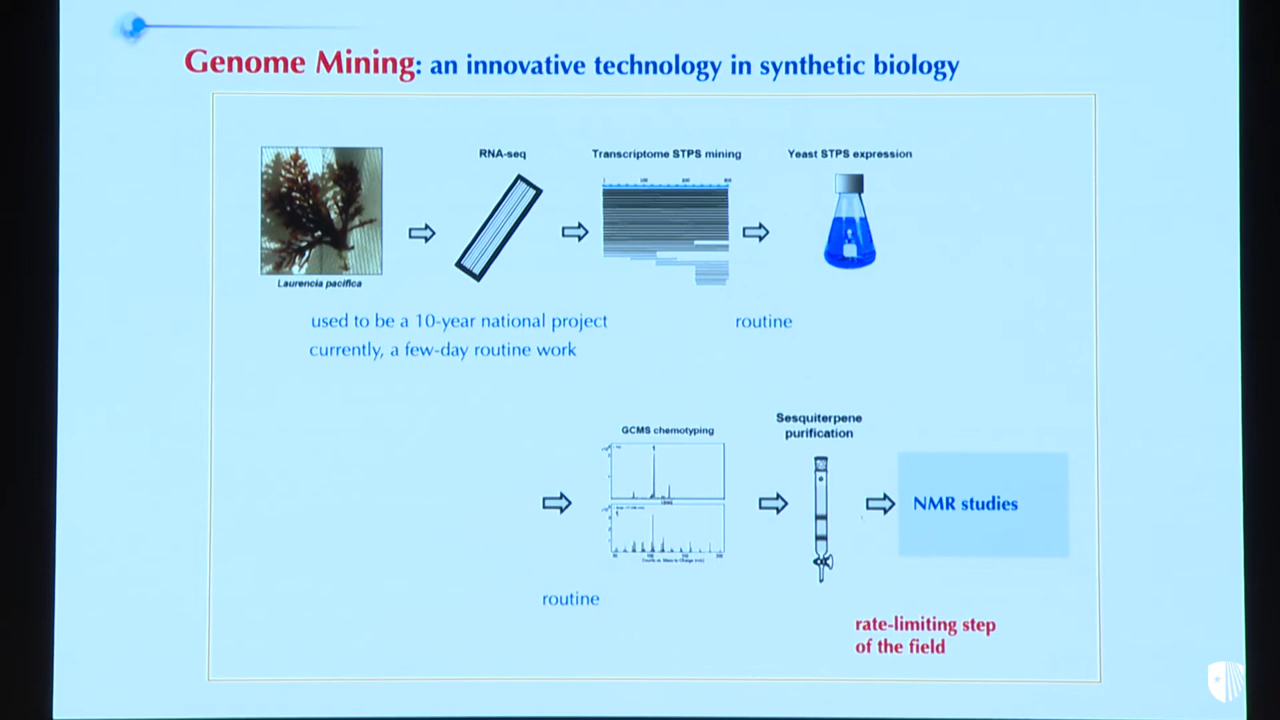 Genome Mining: an innovative technology in synthetic biology
RNA-seq
Transcriptome STPS mining
Yeast STPS expression
Laurencia pacifica
used to be a 10-year national project
currently, a few-day routine work
routine
GCMS chemotyping
Sesquiterpene
purification
NMR studies
routine
rate-limiting step
of the field